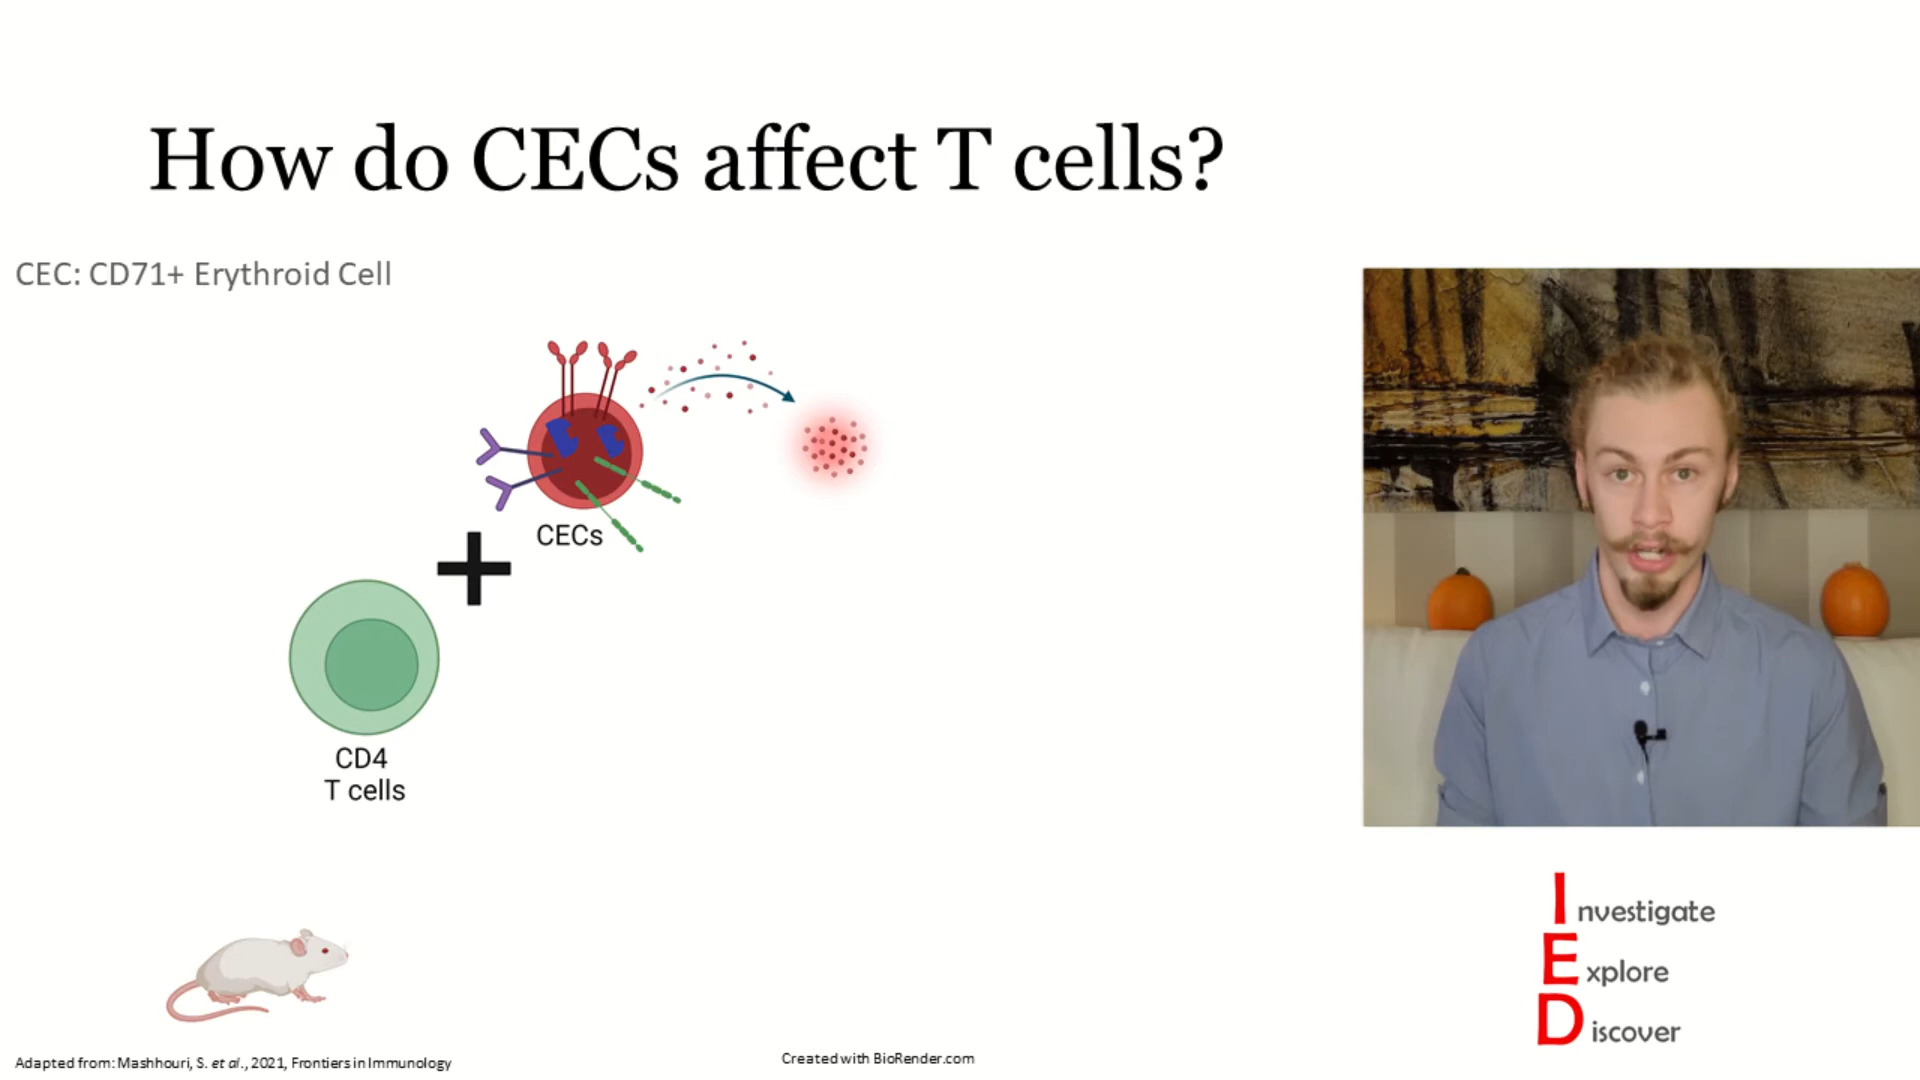 How do CECs affect T cells?
CEC: CD71+ Erythroid Cell
CECs
CD4
T cells
Investigate
Explore
Discover
Adapted from: Mashhouri, S. et al., 2021, Frontiers in Immunology
Created with BioRender.com